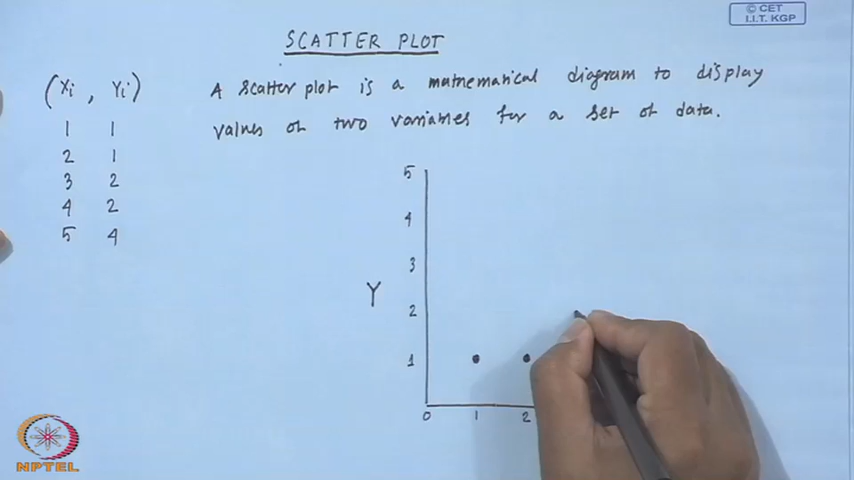 © CET
I.I.T. KGP
SCATTER PLOT
(Xi , Yi)
1 1
2 1
3 2
4 2
5 4
A scatter plot is a mathematical diagram to display
values of two variables for a set of data.
5
4
3
Y
2
1
0 1 2
NPTEL